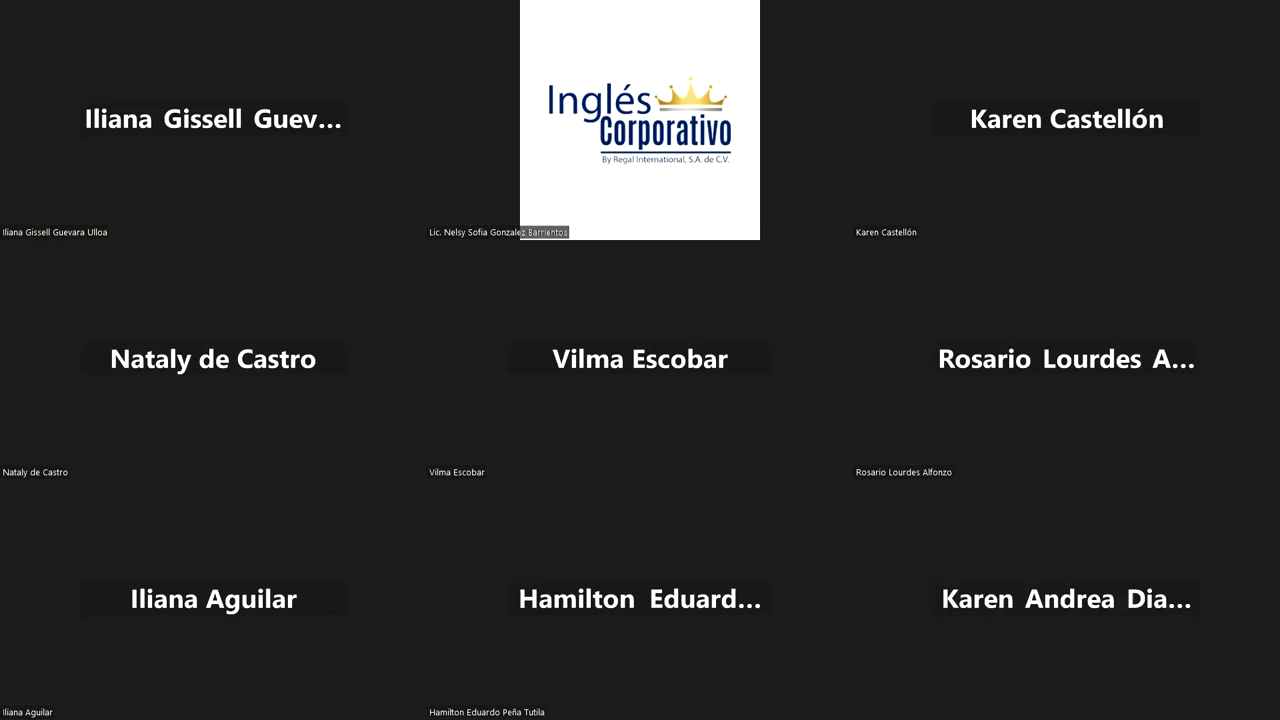 Iliana Gissell Guev...
Iliana Gissell Guevara Ulloa
Inglés
Corporativo
By Regal International, S.A. de C.V.
Lic. Nelsy Sofia Gonzalez Barrientos
Karen Castellón
Karen Castellón
Nataly de Castro
Nataly de Castro
Vilma Escobar
Vilma Escobar
Rosario Lourdes A...
Rosario Lourdes Alfonzo
Iliana Aguilar
Iliana Aguilar
Hamilton Eduard...
Hamilton Eduardo Peña Tutila
Karen Andrea Dia...